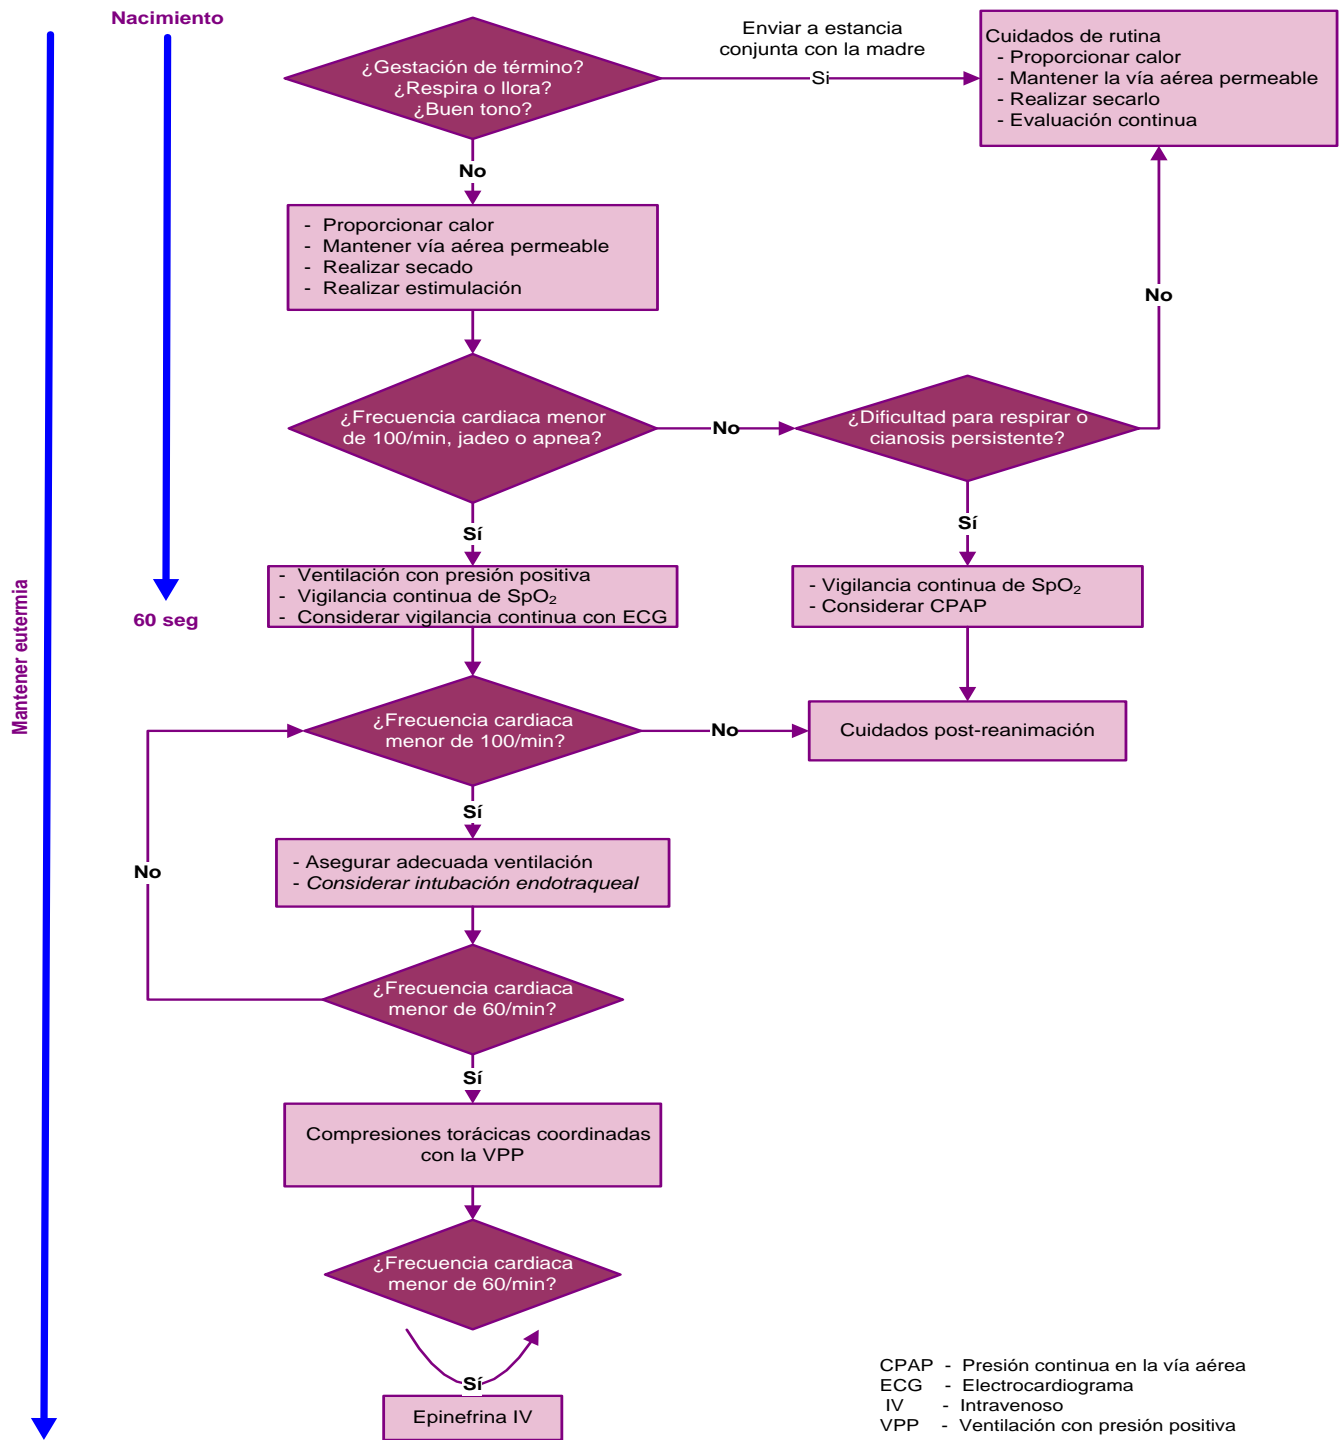 Nacimiento
¿Gestación de término?
¿Respira o llora?
¿Buen tono?
Enviar a estancia
conjunta con la madre
Si
Cuidados de rutina
- Proporcionar calor
- Mantener la vía aérea permeable
- Realizar secarlo
- Evaluación continua
No
- Proporcionar calor
- Mantener vía aérea permeable
- Realizar secado
- Realizar estimulación
No
¿Frecuencia cardiaca menor
de 100/min, jadeo o apnea?
No
¿Dificultad para respirar o
cianosis persistente?
Sí
Sí
- Ventilación con presión positiva
- Vigilancia continua de SpO₂
- Considerar vigilancia continua con ECG
- Vigilancia continua de SpO₂
- Considerar CPAP
60 seg
Mantener eutermia
¿Frecuencia cardiaca
menor de 100/min?
No
Cuidados post-reanimación
Sí
- Asegurar adecuada ventilación
- Considerar intubación endotraqueal
No
¿Frecuencia cardiaca
menor de 60/min?
Sí
Compresiones torácicas coordinadas
con la VPP
¿Frecuencia cardiaca
menor de 60/min?
Sí
Epinefrina IV
CPAP - Presión continua en la vía aérea
ECG - Electrocardiograma
IV - Intravenoso
VPP - Ventilación con presión positiva